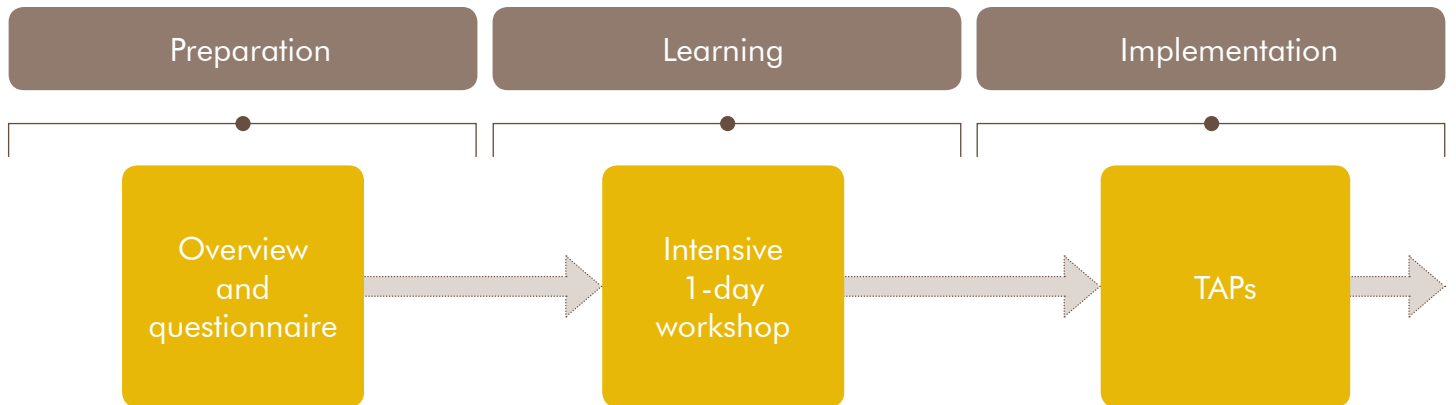 Preparation
Learning
Implementation
Overview
and
questionnaire
Intensive
1-day
workshop
TAPs